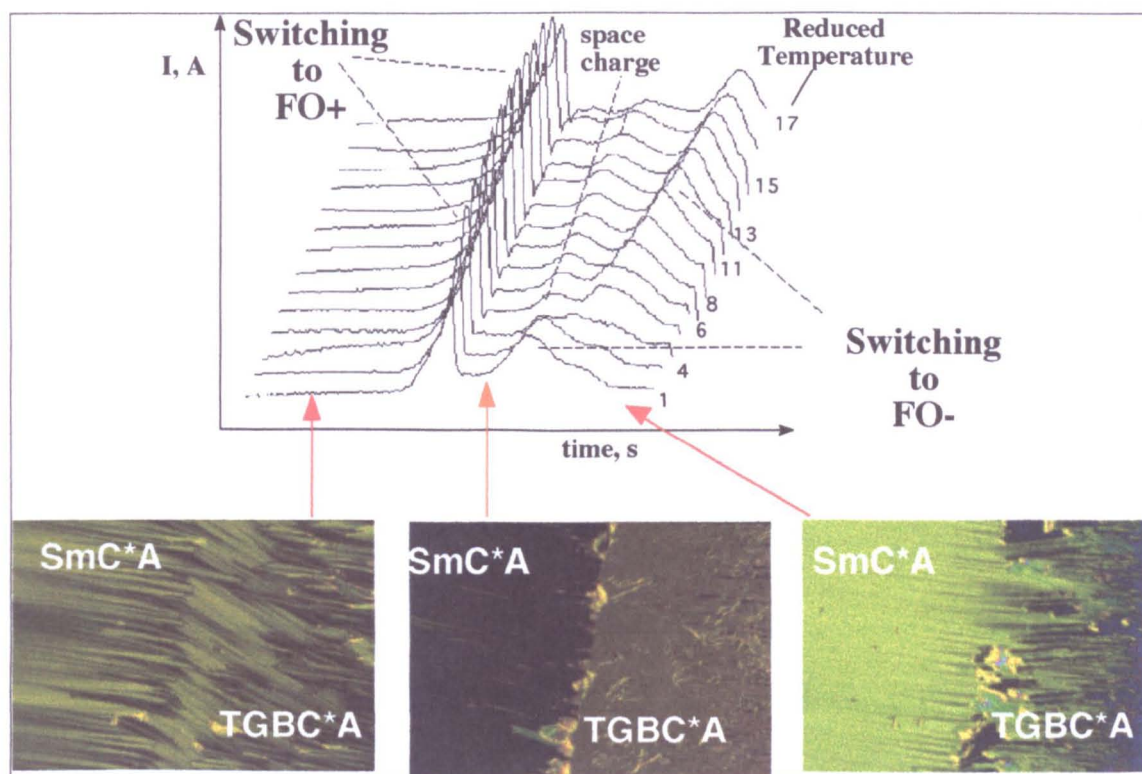 Switching
to
FO+
I, A
space
charge
Reduced
Temperature
17
15
13
11
8
6
4
1
Switching
to
FO-
time, s
SmC*A
TGBC*A
SmC*A
TGBC*A
SmC*A
TGBC*A